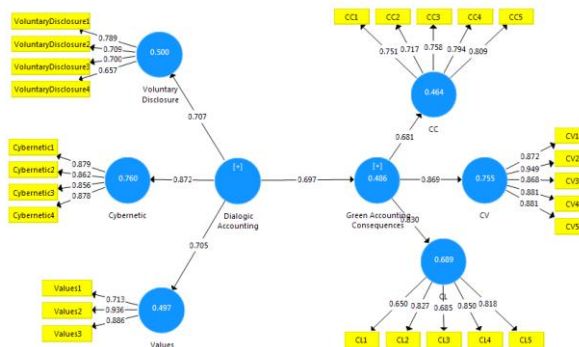 VoluntaryDisclosure1
VoluntaryDisclosure2
VoluntaryDisclosure3
VoluntaryDisclosure4
0.789
0.709
0.700
0.657
0.500
Voluntary
Disclosure
0.707
Cybernetic1
Cybernetic2
Cybernetic3
Cybernetic4
0.879
0.862
0.856
0.878
0.760
Cybernetic
0.872
[+]
Dialogic
Accounting
0.705
Values1
Values2
Values3
0.713
0.936
0.886
0.497
Values
0.697
[+]
0.486
Green Accounting
Consequences
CC1
CC2
CC3
CC4
CC5
0.751
0.717
0.758
0.794
0.809
0.464
CC
0.681
0.869
0.755
CV
0.872
0.949
0.868
0.881
0.881
CV1
CV2
CV3
CV4
CV5
0.830
0.689
CL
0.650
0.827
0.685
0.850
0.818
CL1
CL2
CL3
CL4
CL5